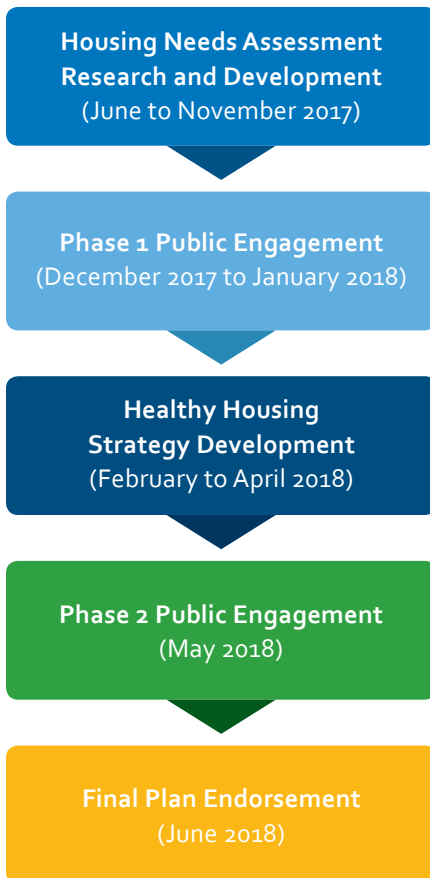 Housing Needs Assessment
Research and Development
(June to November 2017)
Phase 1 Public Engagement
(December 2017 to January 2018)
Healthy Housing
Strategy Development
(February to April 2018)
Phase 2 Public Engagement
(May 2018)
Final Plan Endorsement
(June 2018)